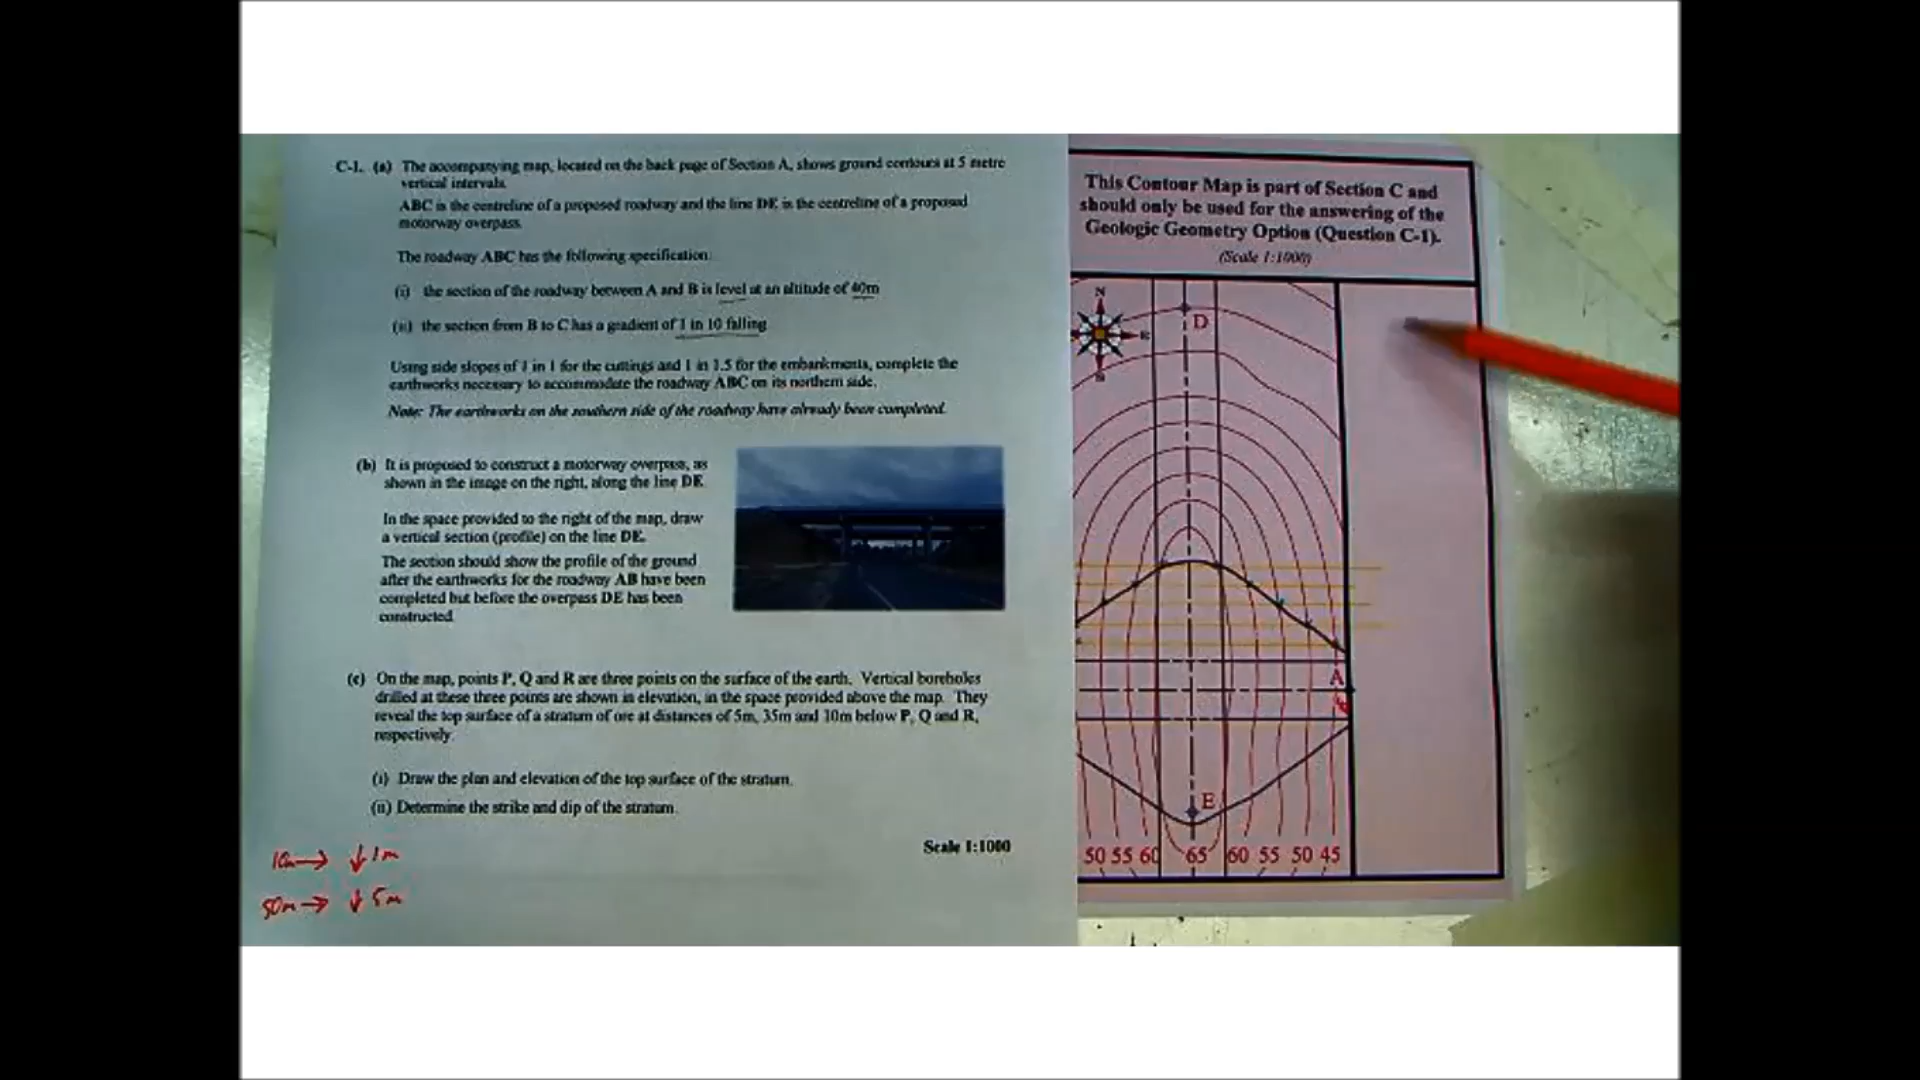 C-1. (a) The accompanying map, located on the back page of Section A, shows ground contours at 5 metre
vertical intervals.
ABC is the centreline of a proposed roadway and the line DE is the centreline of a proposed
motorway overpass.
The roadway ABC has the following specification:
(i) the section of the roadway between A and B is level at an altitude of 40m
(ii) the section from B to C has a gradient of 1 in 10 falling.
Using side slopes of 1 in 1 for the cuttings and 1 in 1.5 for the embankments, complete the
earthworks necessary to accommodate the roadway ABC on its northern side.
Note: The earthworks on the southern side of the roadway have already been completed.
(b) It is proposed to construct a motorway overpass, as
shown in the image on the right, along the line DE.
In the space provided to the right of the map, draw
a vertical section (profile) on the line DE.
The section should show the profile of the ground
after the earthworks for the roadway AB have been
completed but before the overpass DE has been
constructed.
(c) On the map, points P, Q and R are three points on the surface of the earth. Vertical boreholes
drilled at these three points are shown in elevation, in the space provided above the map. They
reveal the top surface of a stratum of ore at distances of 5m, 35m and 10m below P, Q and R,
respectively.
(i) Draw the plan and elevation of the top surface of the stratum.
(ii) Determine the strike and dip of the stratum.
Scale 1:1000
10m → ↓ 1m
50m → ↓ 5m
This Contour Map is part of Section C and
should only be used for the answering of the
Geologic Geometry Option (Question C-1).
(Scale 1:1000)
N
D
E
S
A
E
50 55 60 65 60 55 50 45